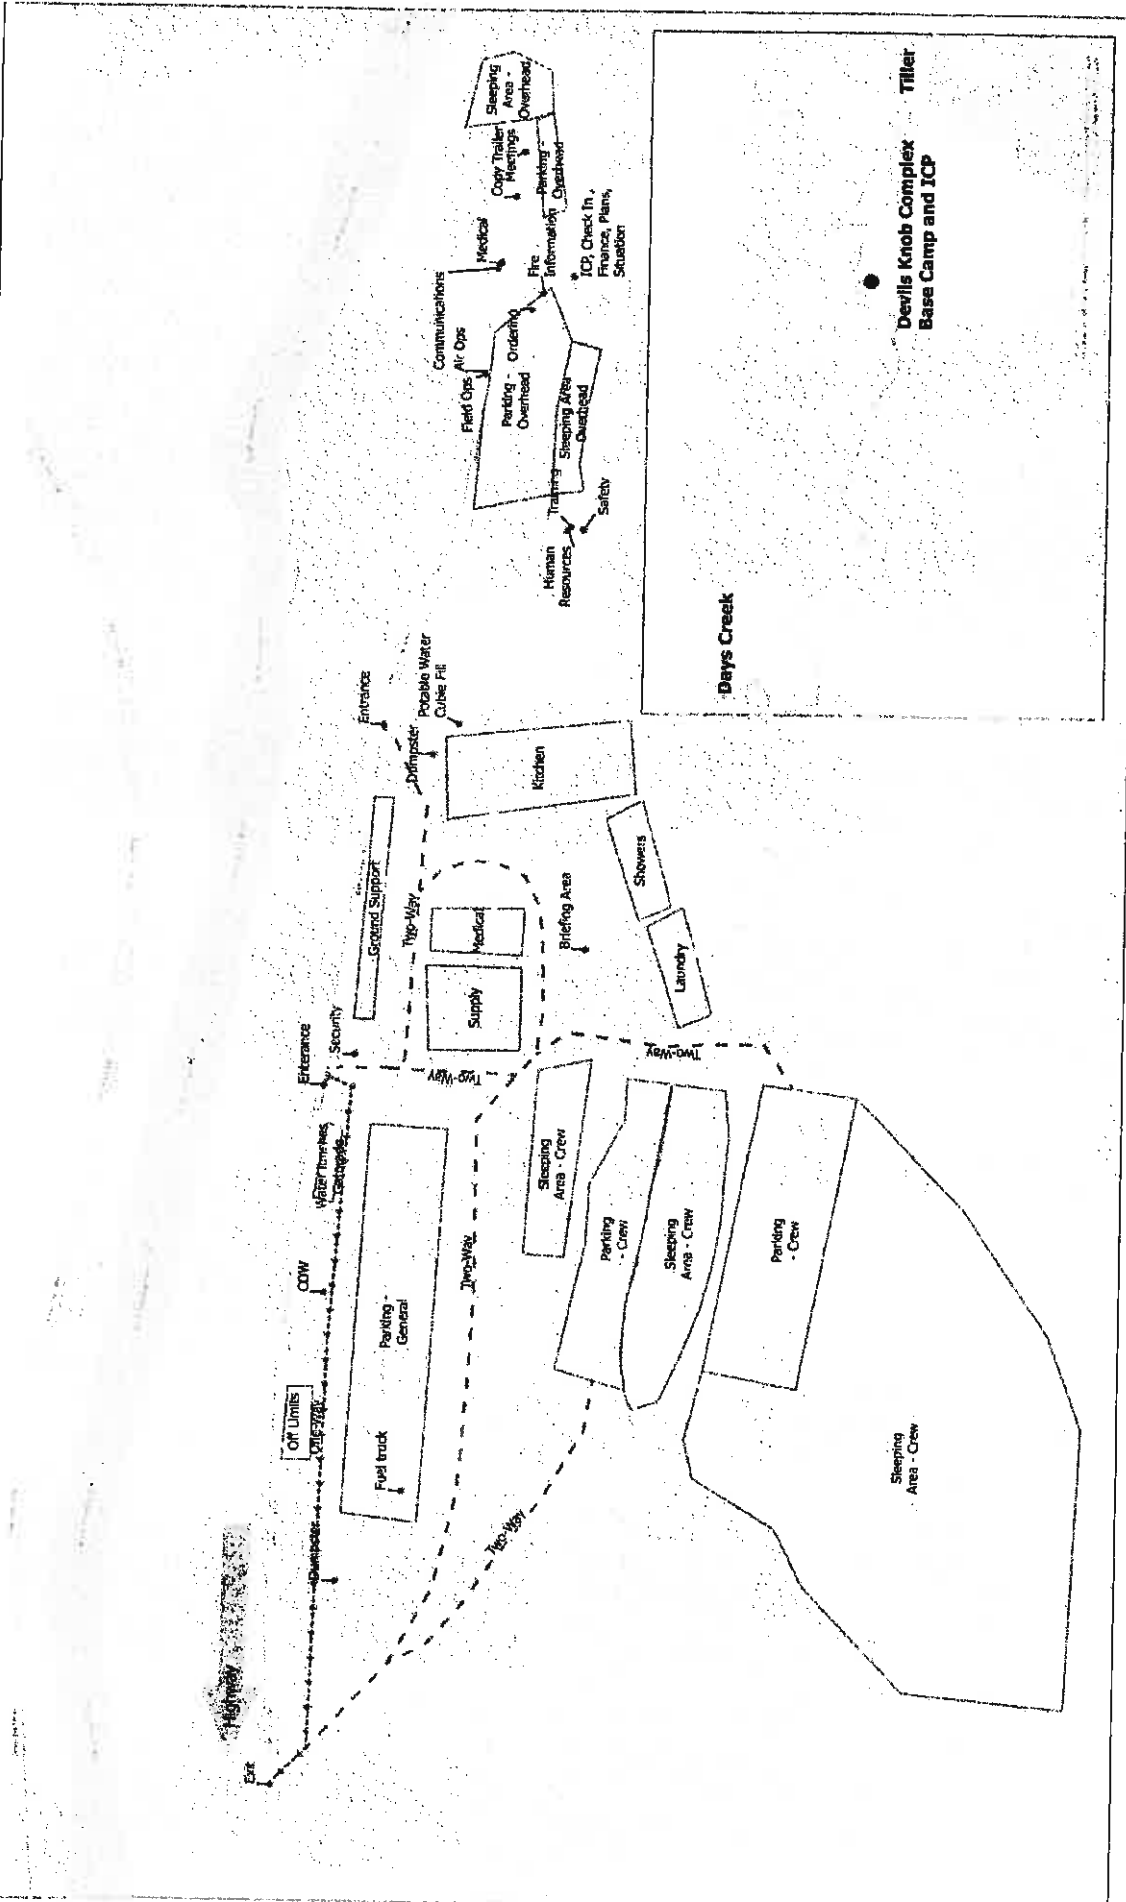 Highway
Exit
Dumpster
Off Limits
One-Way
COW
Water
Gatorade
Enterance
Security
Fuel truck
Parking -
General
Two-Way
Two-Way
Two-Way
Two-Way
Two-Way
Ground Support
Supply
Medical
Entrance
Dumpster
Potable Water
Cubie Fill
Kitchen
Showers
Laundry
Briefing Area
Sleeping
Area - Crew
Parking
- Crew
Sleeping
Area - Crew
Parking
- Crew
Sleeping
Area - Crew
Human
Resources
Training
Safety
Field Ops
Air Ops
Communications
Medical
Parking -
Overhead
Ordering
Sleeping Area
Overhead
Fire
Information
ICP, Check In,
Finance, Plans,
Situation
Copy Trailer
Meetings
Parking -
Overhead
Sleeping
Area -
Overhead
Days Creek
Devils Knob Complex
Base Camp and ICP
Tiller